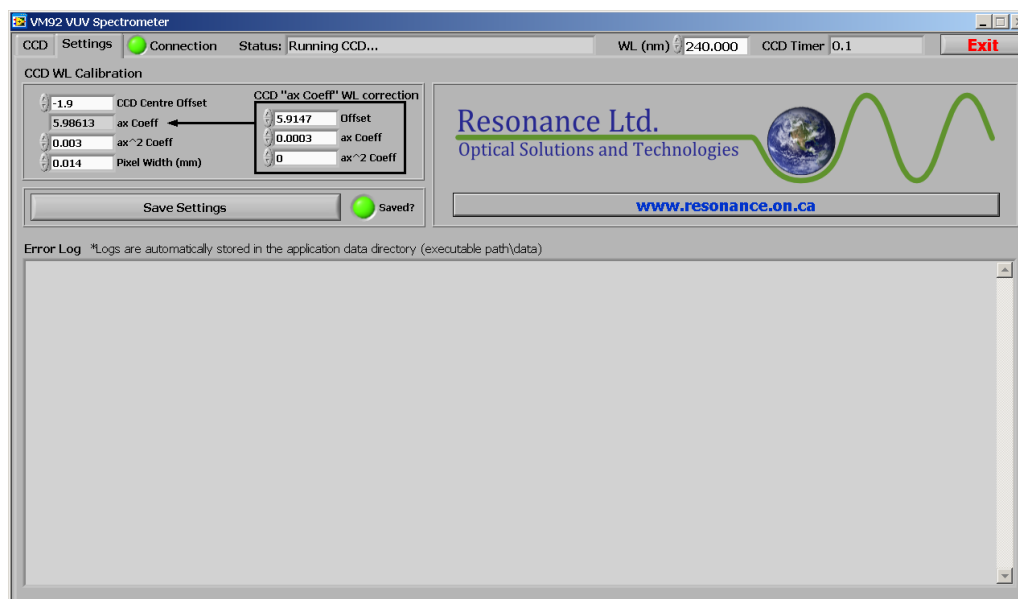 VM92 VUV Spectrometer
CCD Settings Connection Status: Running CCD... WL (nm) 240.000 CCD Timer 0.1 Exit
CCD WL Calibration
-1.9 CCD Centre Offset
5.98613 ax Coeff
0.003 ax^2 Coeff
0.014 Pixel Width (mm)
CCD "ax Coeff" WL correction
5.9147 Offset
0.0003 ax Coeff
0 ax^2 Coeff
Resonance Ltd.
Optical Solutions and Technologies
Save Settings Saved?
www.resonance.on.ca
Error Log *Logs are automatically stored in the application data directory (executable path\data)